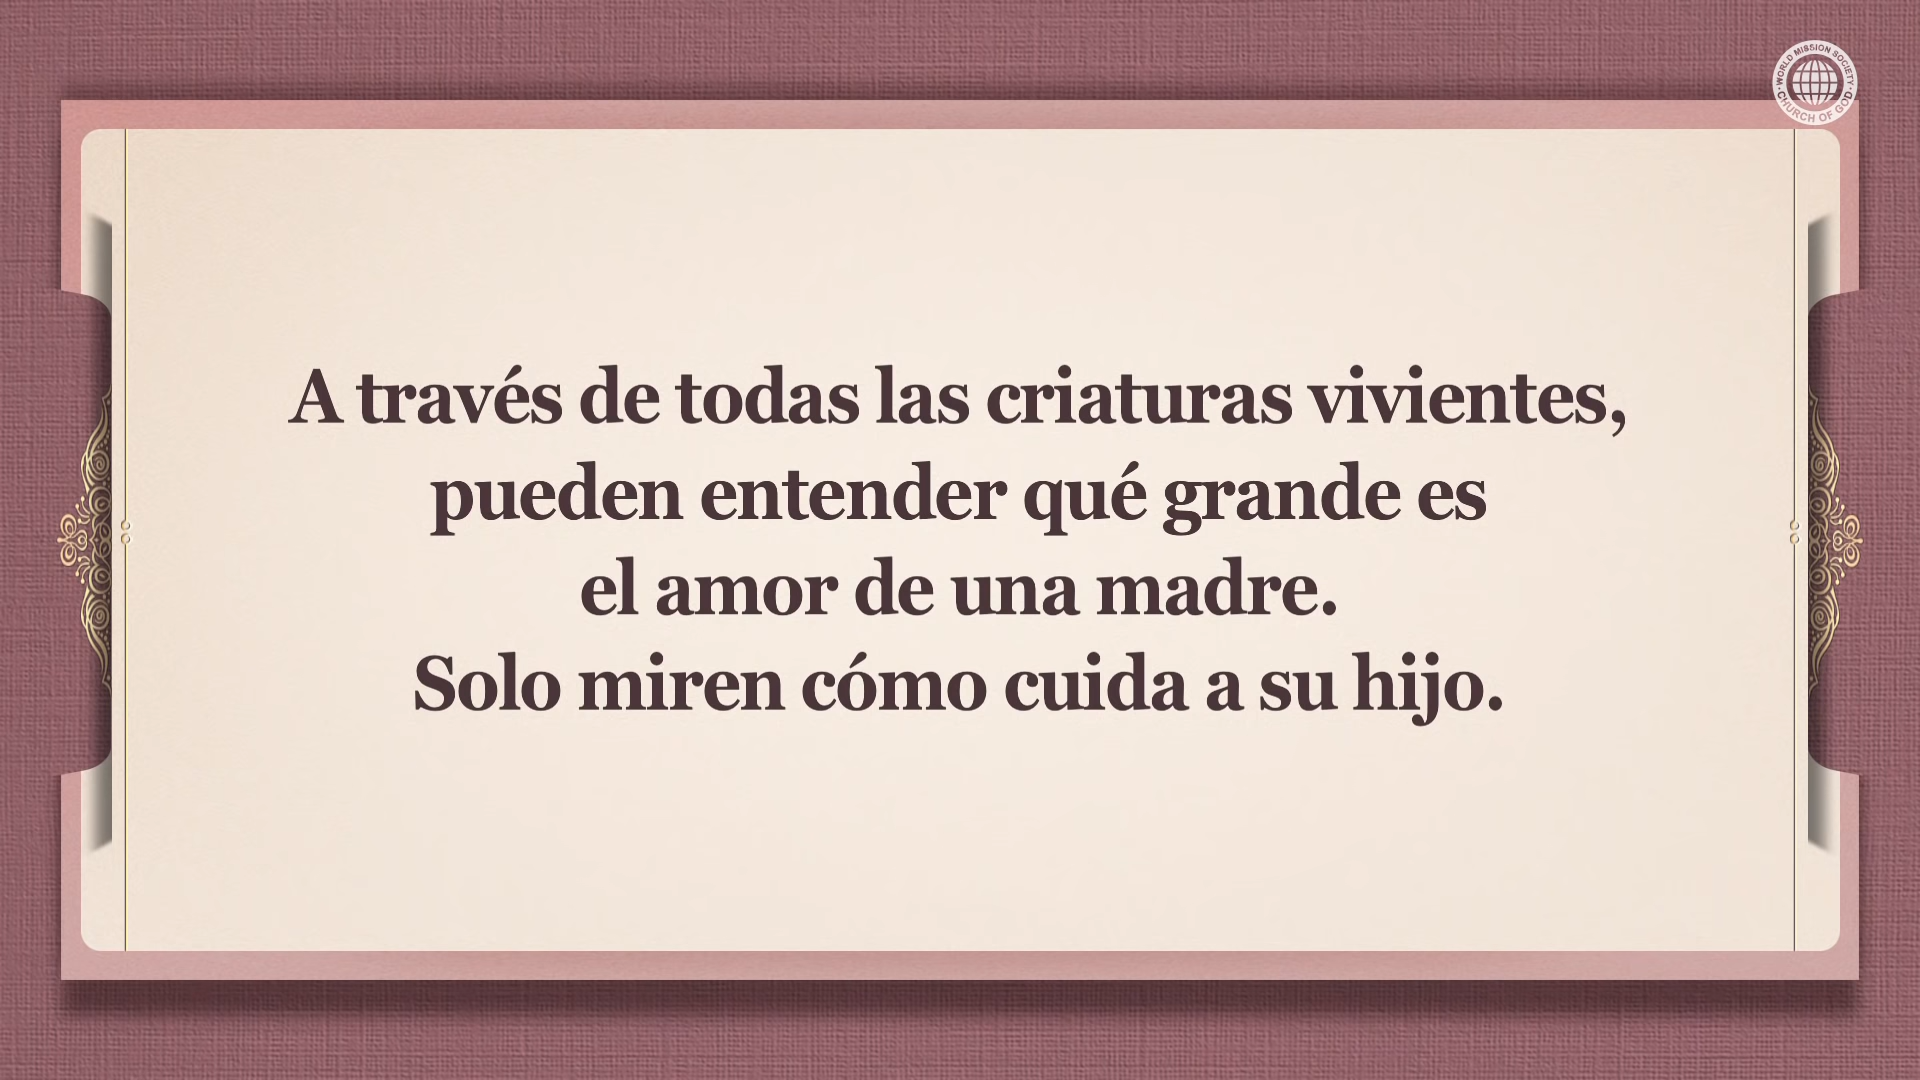 WORLD MISSION SOCIETY
CHURCH OF GOD
A través de todas las criaturas vivientes,
pueden entender qué grande es
el amor de una madre.
Solo miren cómo cuida a su hijo.